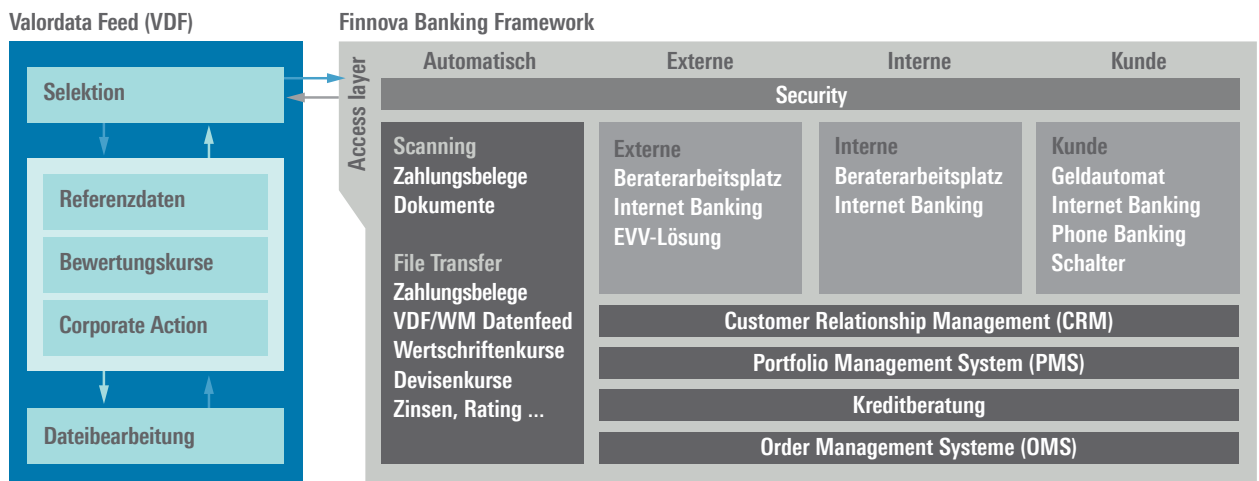 Valordata Feed (VDF)
Selektion
Referenzdaten
Bewertungskurse
Corporate Action
Dateibearbeitung
Finnova Banking Framework
Access layer
Automatisch
Externe
Interne
Kunde
Security
Scanning
Zahlungsbelege
Dokumente
File Transfer
Zahlungsbelege
VDF/WM Datenfeed
Wertschriftenkurse
Devisenkurse
Zinsen, Rating ...
Externe
Beraterarbeitsplatz
Internet Banking
EVV-Lösung
Interne
Beraterarbeitsplatz
Internet Banking
Kunde
Geldautomat
Internet Banking
Phone Banking
Schalter
Customer Relationship Management (CRM)
Portfolio Management System (PMS)
Kreditberatung
Order Management Systeme (OMS)